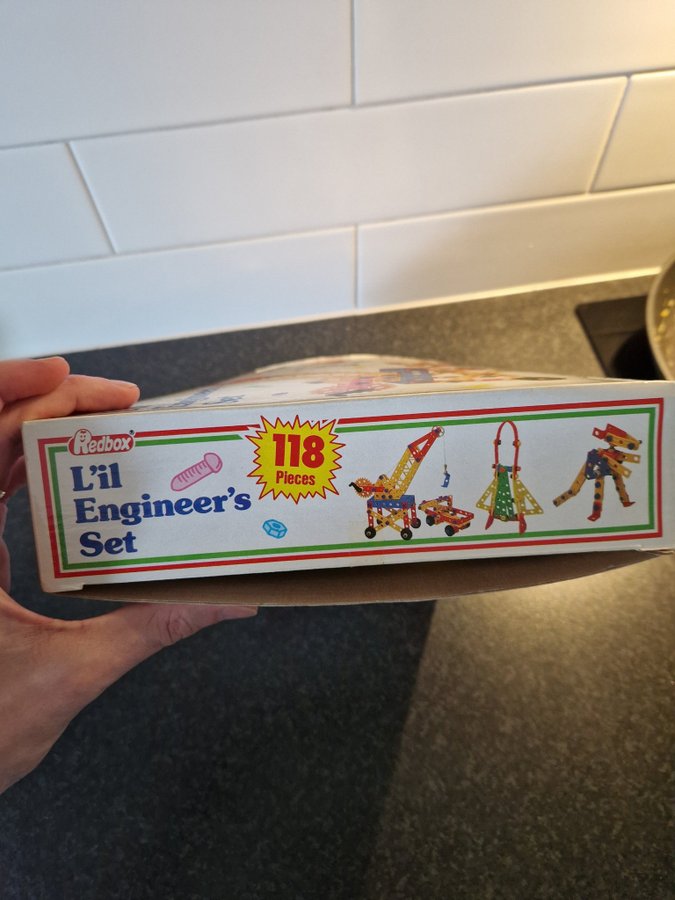 Redbox
L'il
Engineer's
Set
118
Pieces